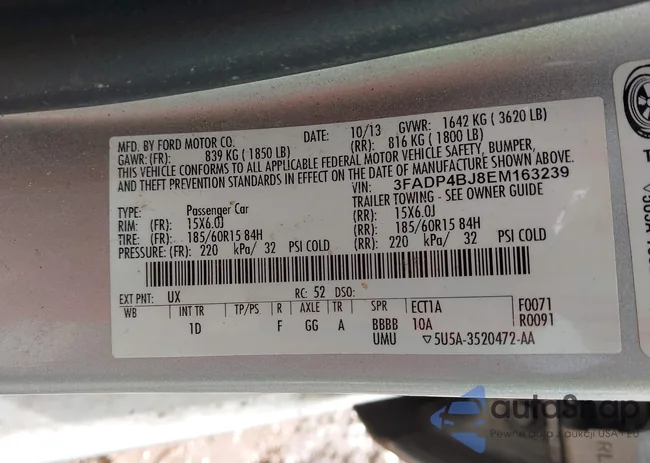 MFD. BY FORD MOTOR CO. DATE: 10/13 GVWR: 1642 KG ( 3620 LB)
GAWR: (FR): 839 KG ( 1850 LB) (RR): 816 KG ( 1800 LB)
THIS VEHICLE CONFORMS TO ALL APPLICABLE FEDERAL MOTOR VEHICLE SAFETY, BUMPER,
AND THEFT PREVENTION STANDARDS IN EFFECT ON THE DATE OF MANUFACTURE SHOWN ABOVE.
VIN: 3FADP4BJ8EM163239
TYPE: Passenger Car TRAILER TOWING - SEE OWNER GUIDE
RIM: (FR): 15X6.0J (RR): 15X6.0J
TIRE: (FR): 185/60R15 84H (RR): 185/60R15 84H
PRESSURE: (FR): 220 kPa/ 32 PSI COLD (RR): 220 kPa/ 32 PSI COLD
EXT PNT: UX RC: 52 DSO:
WB INT TR TP/PS R AXLE TR SPR ECT1A F0071
1D F GG A BBBB 10A R0091
UMU ▽5U5A-3520472-AA
autoSnap
Pewne auta z aukcji USA i EU